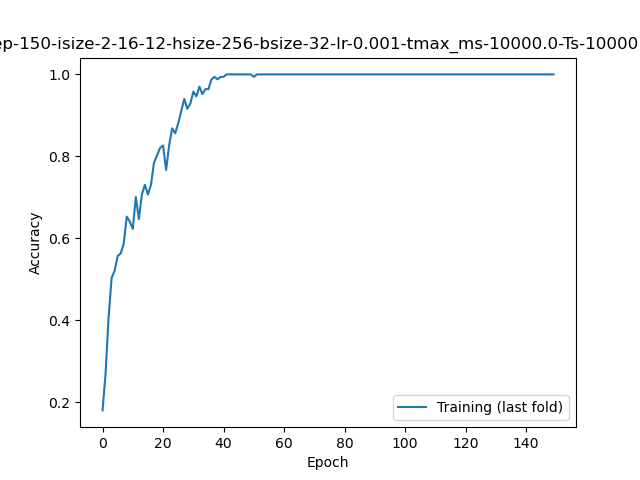 ep-150-isize-2-16-12-hsize-256-bsize-32-lr-0.001-tmax_ms-10000.0-Ts-10000
1.0
0.8
0.6
0.4
0.2
Accuracy
Training (last fold)
0 20 40 60 80 100 120 140
Epoch